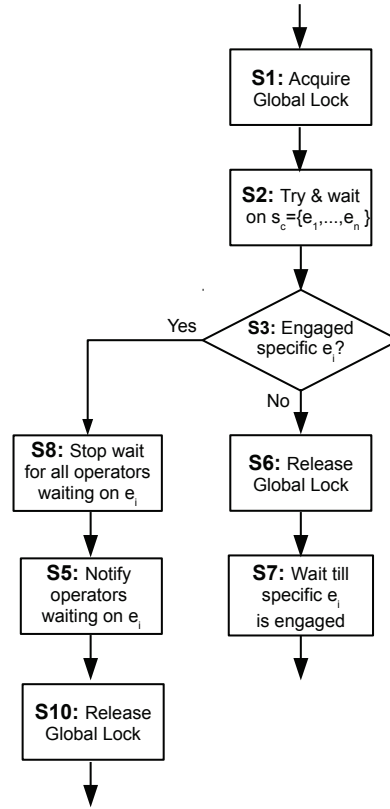 S1: Acquire
Global Lock
S2: Try & wait
on s_c={e_1,...,e_n }
S3: Engaged
specific e_i?
Yes
No
S8: Stop wait
for all operators
waiting on e_i
S6: Release
Global Lock
S5: Notify
operators
waiting on e_i
S7: Wait till
specific e_i
is engaged
S10: Release
Global Lock